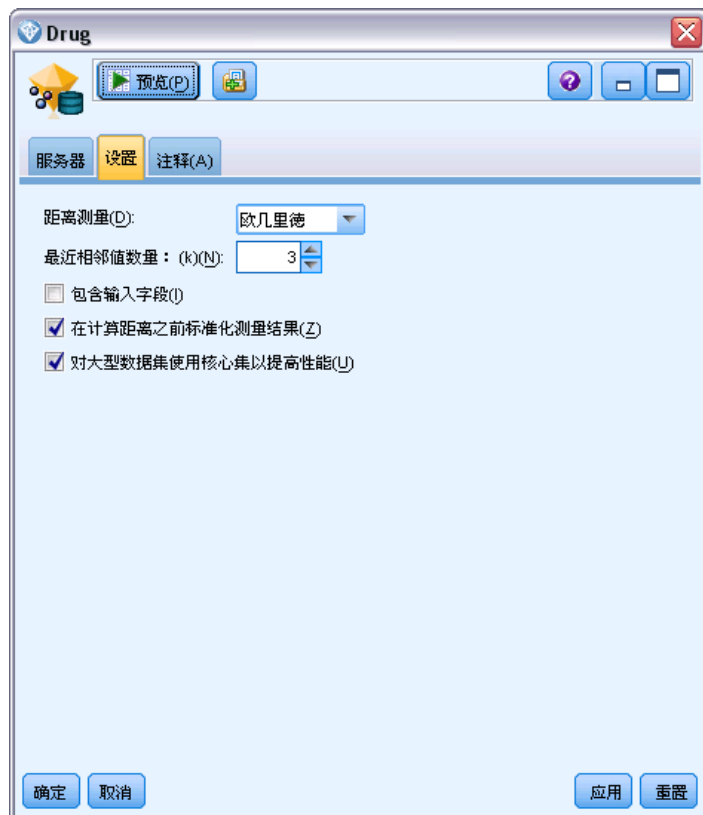 Drug
预览(P)
服务器 设置 注释(A)
距离测量(D): 欧几里德
最近相邻值数量：(k)(N): 3
包含输入字段(I)
在计算距离之前标准化测量结果(Z)
对大型数据集使用核心集以提高性能(U)
确定 取消 应用 重置